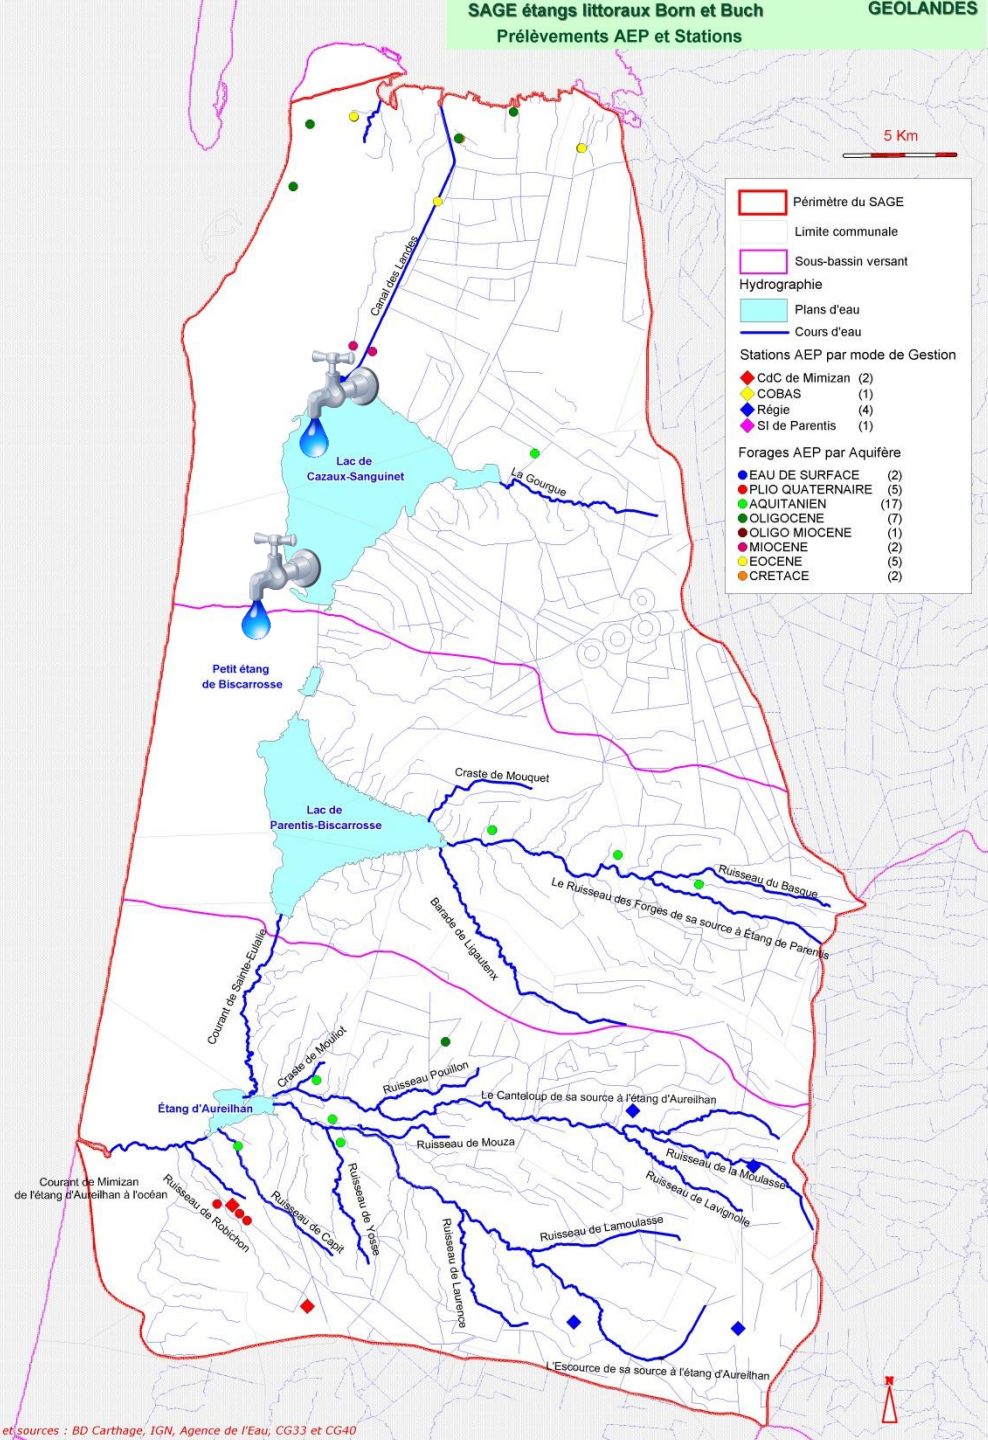 SAGE étangs littoraux Born et Buch
GEOLANDES
Prélèvements AEP et Stations
5 Km
Périmètre du SAGE
Limite communale
Sous-bassin versant
Hydrographie
Plans d'eau
Cours d'eau
Stations AEP par mode de Gestion
CdC de Mimizan (2)
COBAS (1)
Régie (4)
SI de Parentis (1)
Forages AEP par Aquifère
EAU DE SURFACE (2)
PLIO QUATERNAIRE (5)
AQUITANIEN (17)
OLIGOCENE (7)
OLIGO MIOCENE (1)
MIOCENE (2)
EOCENE (5)
CRETACE (2)
Canal des Landes
Lac de
Cazaux-Sanguinet
La Gourgue
Petit étang
de Biscarrosse
Craste de Mouquet
Lac de
Parentis-Biscarrosse
Ruisseau du Basque
Le Ruisseau des Forges de sa source à Étang de Parentis
Barade de Ligautenx
Courant de Sainte-Eulalie
Craste de Mouliot
Ruisseau Pouillon
Le Canteloup de sa source à l'étang d'Aureilhan
Étang d'Aureilhan
Ruisseau de Mouza
Ruisseau de la Moulasse
Ruisseau de Lavignolle
Courant de Mimizan
de l'étang d'Aureilhan à l'océan
Ruisseau de Robichon
Ruisseau de Capit
Ruisseau de Yosse
Ruisseau de Laurence
Ruisseau de Lamoulasse
L'Escource de sa source à l'étang d'Aureilhan
N
et sources : BD Carthage, IGN, Agence de l'Eau, CG33 et CG40